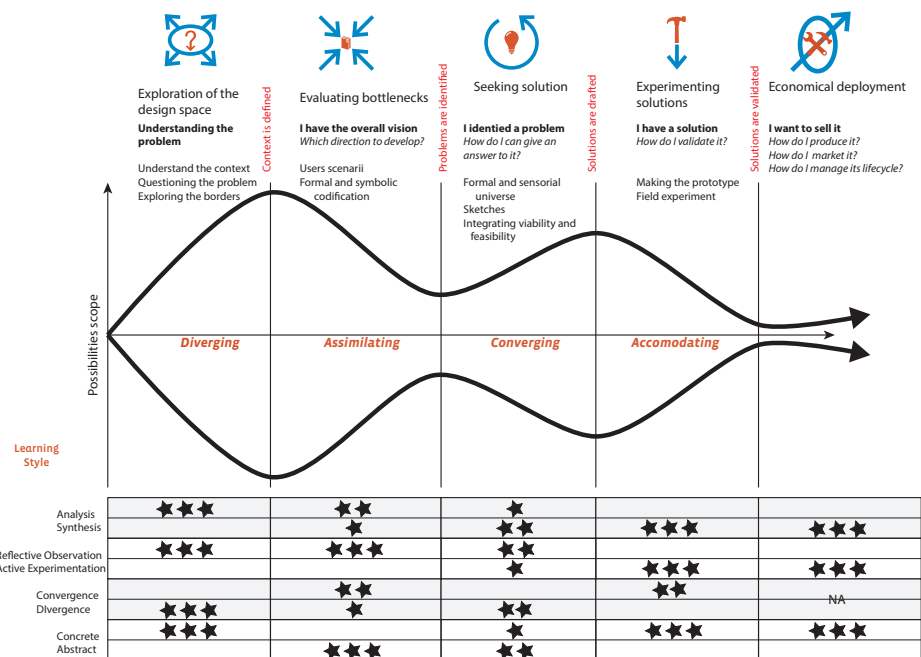 Exploration of the
design space
Understanding the
problem
Understand the context
Questioning the problem
Exploring the borders
Context is defined
Evaluating bottlenecks
I have the overall vision
Which direction to develop?
Users scenarii
Formal and symbolic
codification
Problems are identified
Seeking solution
I identied a problem
How do I can give an
answer to it?
Formal and sensorial
universe
Sketches
Integrating viability and
feasibility
Solutions are drafted
Experimenting
solutions
I have a solution
How do I validate it?
Making the prototype
Field experiment
Solutions are validated
Economical deployment
I want to sell it
How do I produce it?
How do I market it?
How do I manage its lifecycle?
Possibilities scope
Diverging
Assimilating
Converging
Accomodating
Learning
Style
Analysis
Synthesis
Reflective Observation
Active Experimentation
Convergence
DIvergence
NA
Concrete
Abstract